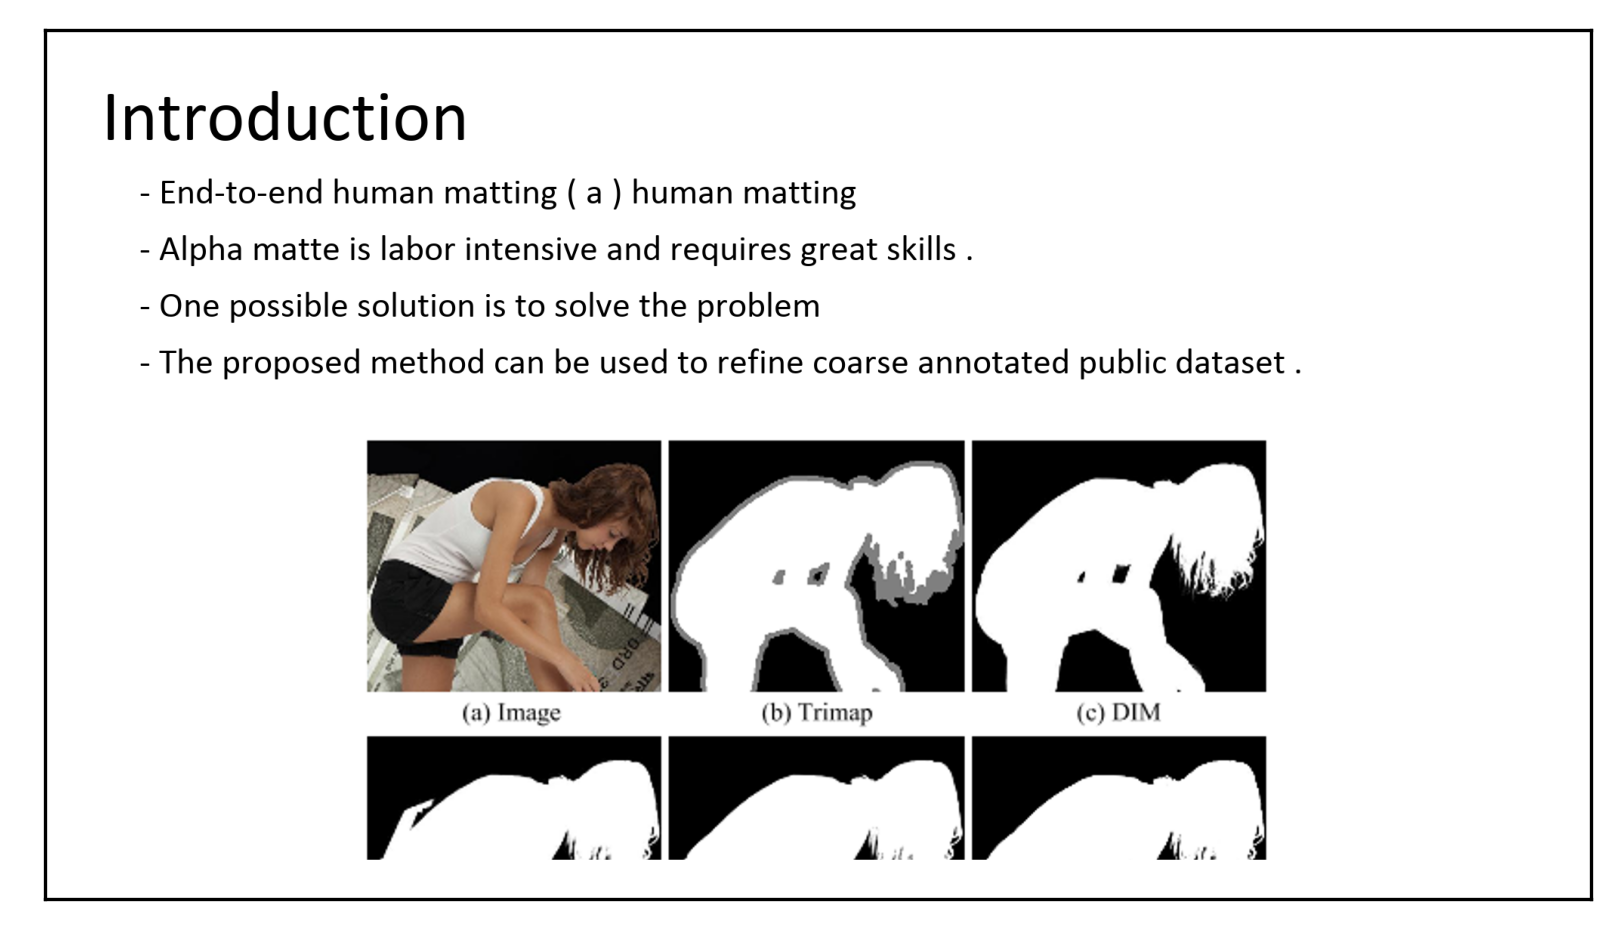 Introduction
- End-to-end human matting ( a ) human matting
- Alpha matte is labor intensive and requires great skills .
- One possible solution is to solve the problem
- The proposed method can be used to refine coarse annotated public dataset .
(a) Image
(b) Trimap
(c) DIM